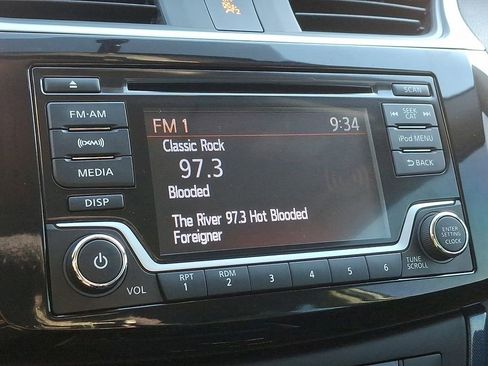 SCAN
FM·AM
SEEK
CAT
FM 1 9:34
Classic Rock
((XM))
iPod MENU
97.3
MEDIA
BACK
Blooded
DISP
The River 97.3 Hot Blooded
Foreigner
ENTER
SETTING
CLOCK
VOL
RPT
1
RDM
2
3
4
5
6
TUNE
SCROLL